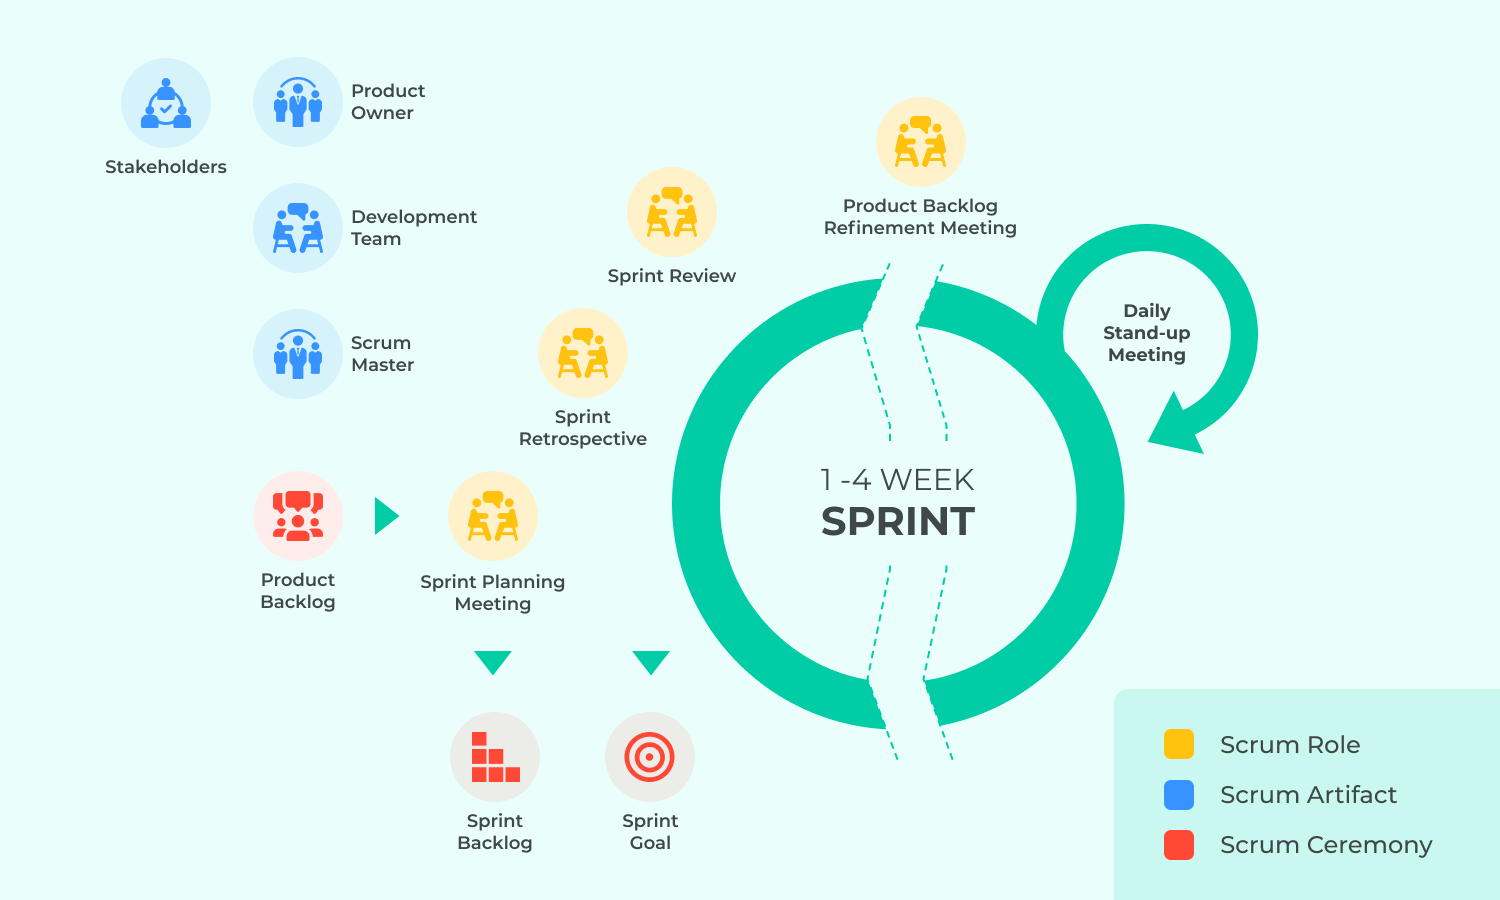 Stakeholders
Product
Owner
Development
Team
Scrum
Master
Sprint Review
Sprint
Retrospective
Product Backlog
Refinement Meeting
Daily
Stand-up
Meeting
1 -4 WEEK
SPRINT
Product
Backlog
Sprint Planning
Meeting
Sprint
Backlog
Sprint
Goal
Scrum Role
Scrum Artifact
Scrum Ceremony